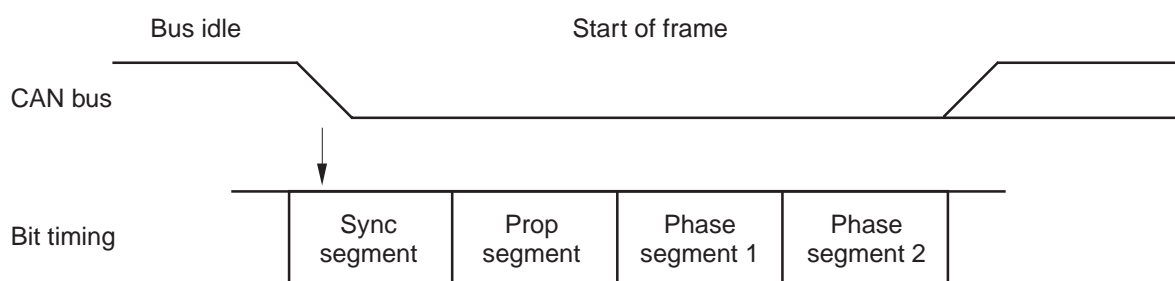 Bus idle
Start of frame
CAN bus
Bit timing
Sync
segment
Prop
segment
Phase
segment 1
Phase
segment 2